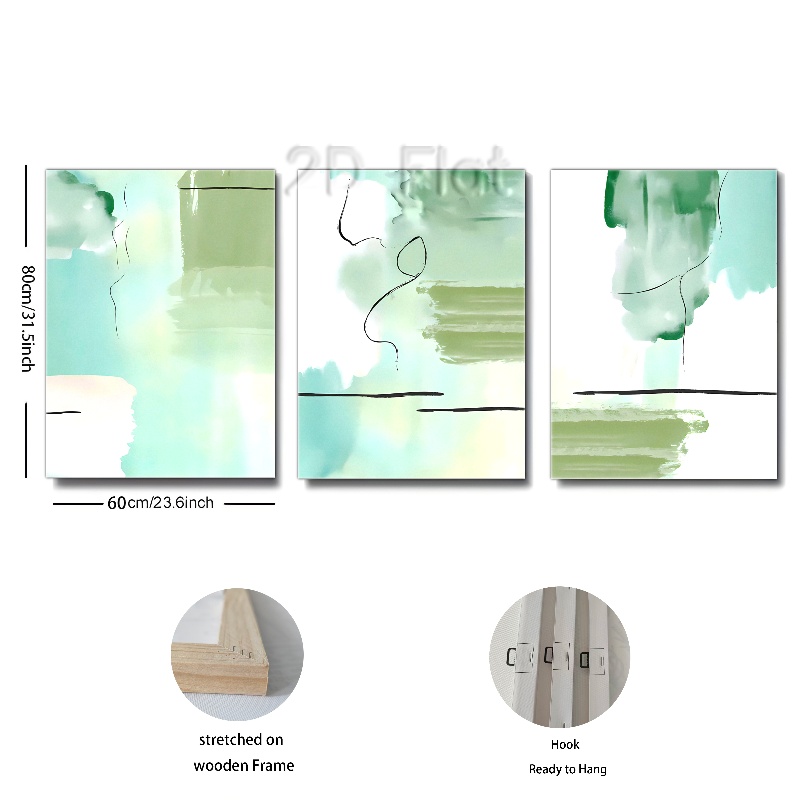 2D Flat
80cm/31.5inch
60cm/23.6inch
stretched on
wooden Frame
Hook
Ready to Hang